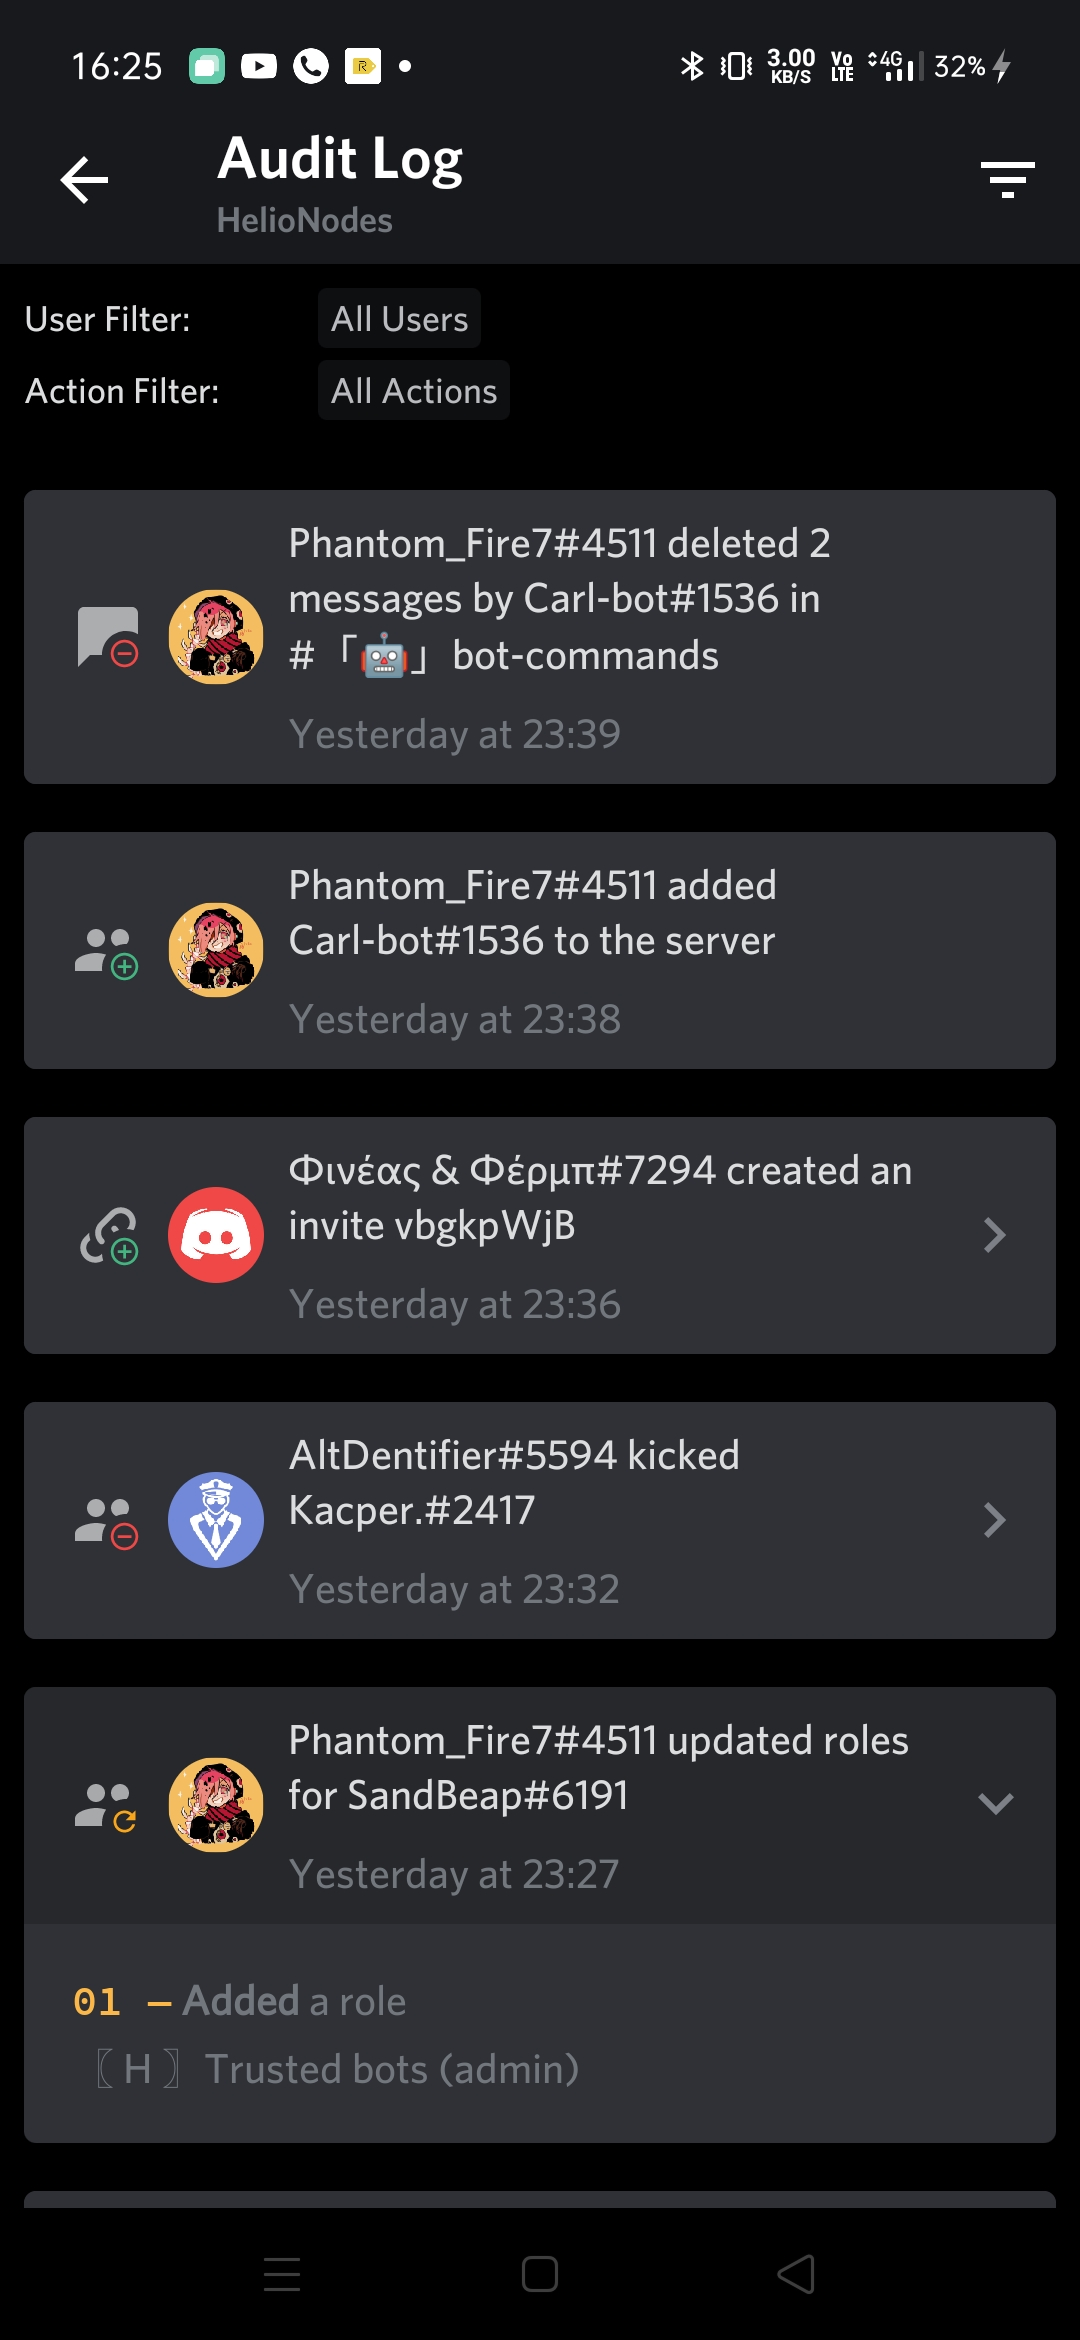 16:25
3.00 KB/S Vo LTE 4G 32%
Audit Log
HelioNodes
User Filter: All Users
Action Filter: All Actions
Phantom_Fire7#4511 deleted 2
messages by Carl-bot#1536 in
#「🤖」bot-commands
Yesterday at 23:39
Phantom_Fire7#4511 added
Carl-bot#1536 to the server
Yesterday at 23:38
Φινέας & Φέρμπ#7294 created an
invite vbgkpWjB
Yesterday at 23:36
AltDentifier#5594 kicked
Kacper.#2417
Yesterday at 23:32
Phantom_Fire7#4511 updated roles
for SandBeap#6191
Yesterday at 23:27
01 — Added a role
〖 H 〗 Trusted bots (admin)